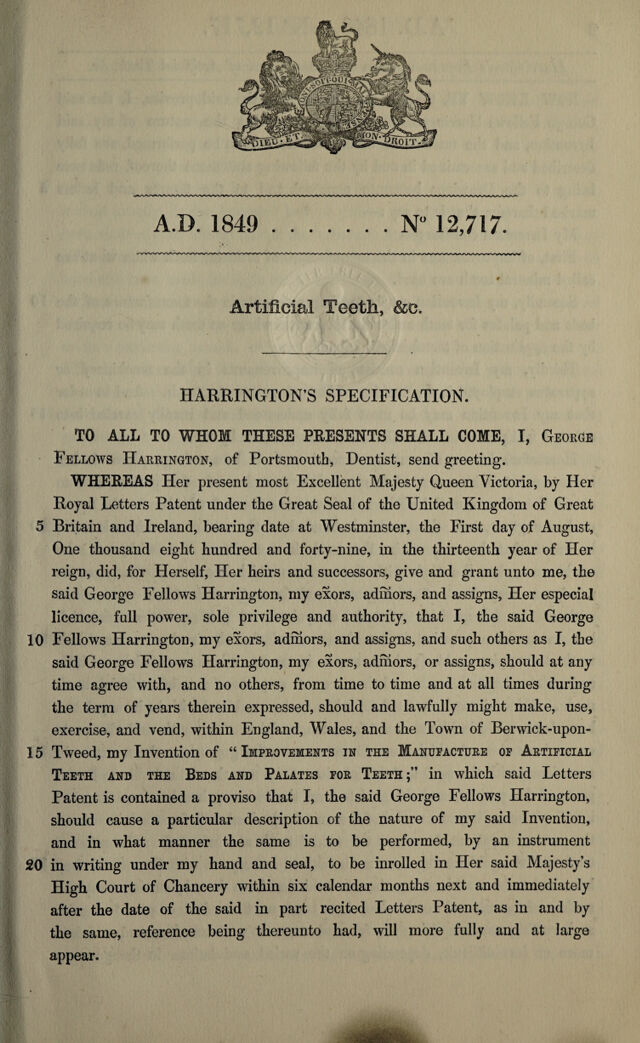 HONI SOIT QUI MAL Y PENSE
DIEU ET MON DROIT
A.D. 1849 . . . . . . . Nº 12,717.
Artificial Teeth, &c.
HARRINGTON'S SPECIFICATION.
TO ALL TO WHOM THESE PRESENTS SHALL COME, I, GEORGE
FELLOWS HARRINGTON, of Portsmouth, Dentist, send greeting.
WHEREAS Her present most Excellent Majesty Queen Victoria, by Her
Royal Letters Patent under the Great Seal of the United Kingdom of Great
5 Britain and Ireland, bearing date at Westminster, the First day of August,
One thousand eight hundred and forty-nine, in the thirteenth year of Her
reign, did, for Herself, Her heirs and successors, give and grant unto me, the
said George Fellows Harrington, my exors, adm̄ors, and assigns, Her especial
licence, full power, sole privilege and authority, that I, the said George
10 Fellows Harrington, my exors, adm̄ors, and assigns, and such others as I, the
said George Fellows Harrington, my exors, adm̄ors, or assigns, should at any
time agree with, and no others, from time to time and at all times during
the term of years therein expressed, should and lawfully might make, use,
exercise, and vend, within England, Wales, and the Town of Berwick-upon-
15 Tweed, my Invention of “ IMPROVEMENTS IN THE MANUFACTURE OF ARTIFICIAL
TEETH AND THE BEDS AND PALATES FOR TEETH;” in which said Letters
Patent is contained a proviso that I, the said George Fellows Harrington,
should cause a particular description of the nature of my said Invention,
and in what manner the same is to be performed, by an instrument
20 in writing under my hand and seal, to be inrolled in Her said Majesty's
High Court of Chancery within six calendar months next and immediately
after the date of the said in part recited Letters Patent, as in and by
the same, reference being thereunto had, will more fully and at large
appear.